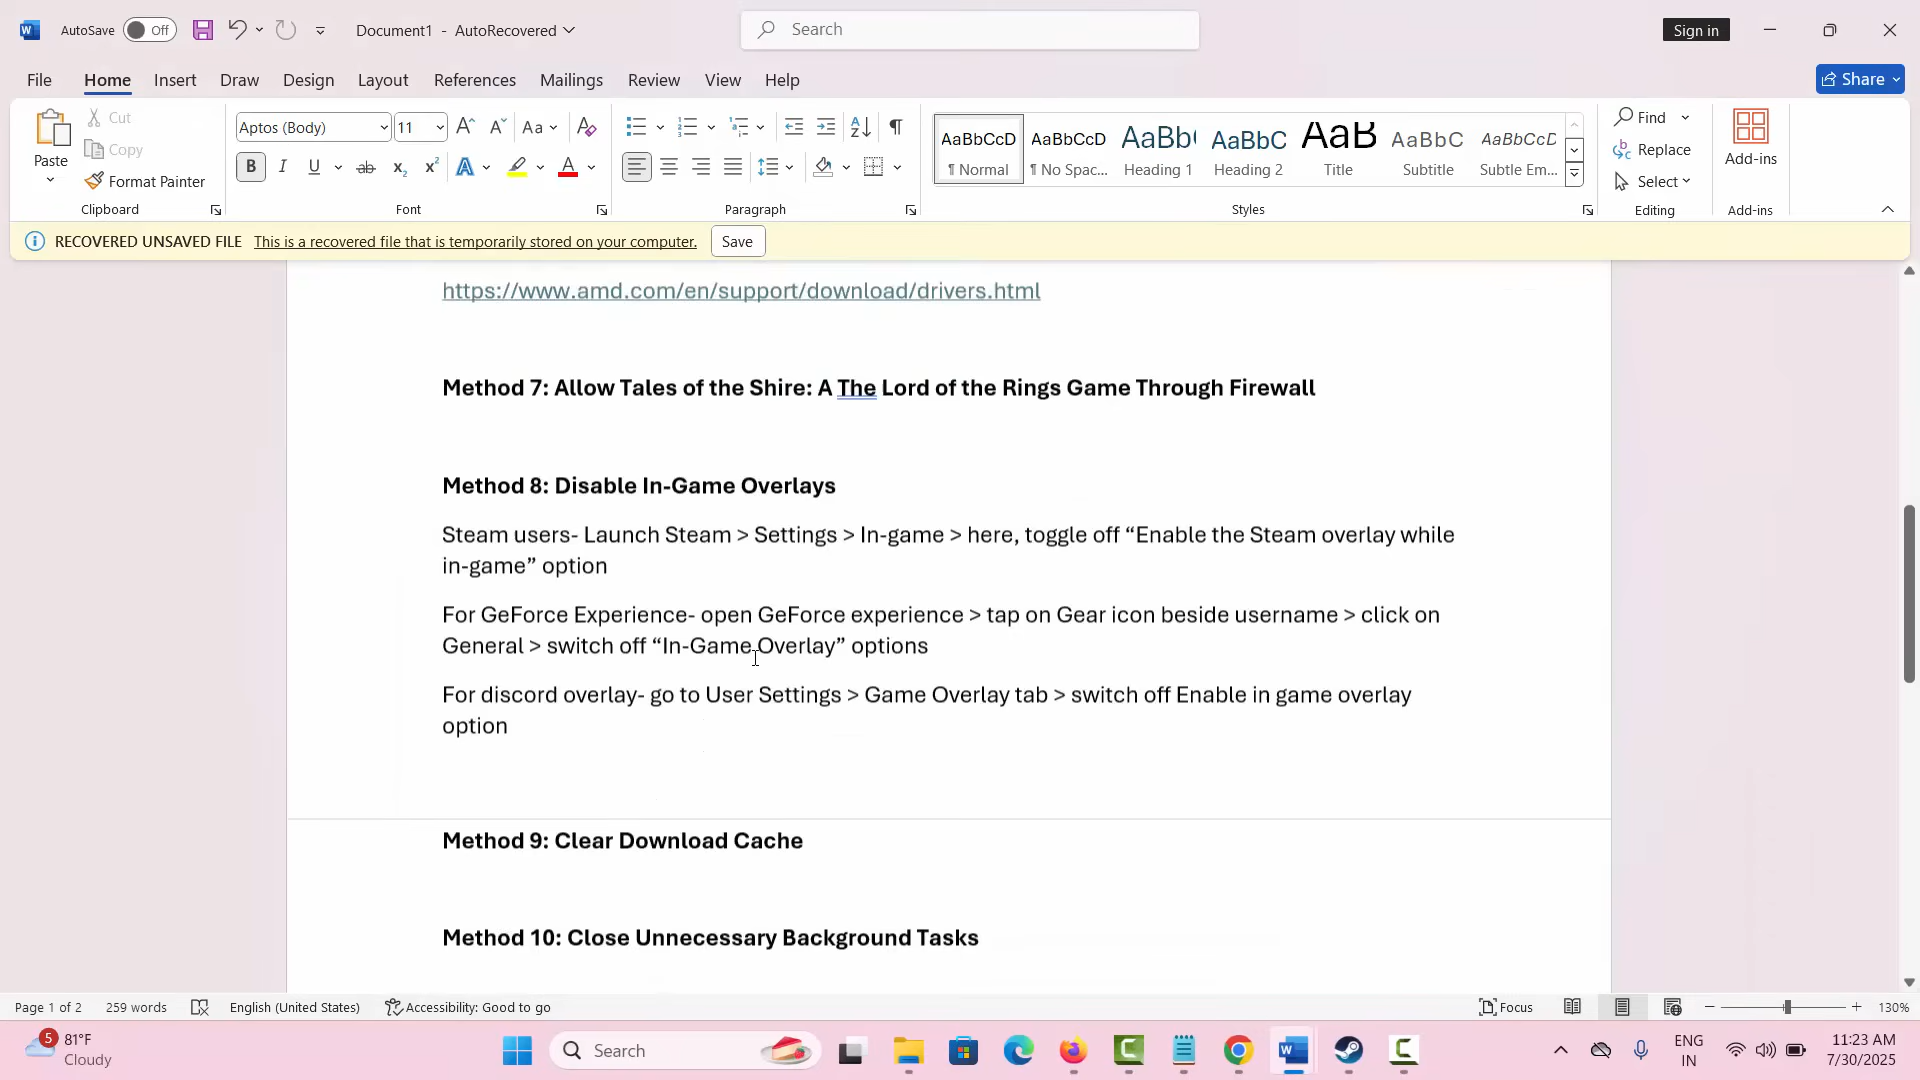 AutoSave Off Document1 - AutoRecovered Search Sign in
File Home Insert Draw Design Layout References Mailings Review View Help Share
Paste Cut Copy Format Painter Clipboard
Aptos (Body) 11 Font
Paragraph
AaBbCcD AaBbCcD AaBb( AaBbC AaB AaBbC AaBbCcD
¶ Normal ¶ No Spac... Heading 1 Heading 2 Title Subtitle Subtle Em...
Styles
Find Replace Select Editing
Add-ins Add-ins
RECOVERED UNSAVED FILE This is a recovered file that is temporarily stored on your computer. Save
https://www.amd.com/en/support/download/drivers.html
Method 7: Allow Tales of the Shire: A The Lord of the Rings Game Through Firewall
Method 8: Disable In-Game Overlays
Steam users- Launch Steam > Settings > In-game > here, toggle off “Enable the Steam overlay while
in-game” option
For GeForce Experience- open GeForce experience > tap on Gear icon beside username > click on
General > switch off “In-Game Overlay” options
For discord overlay- go to User Settings > Game Overlay tab > switch off Enable in game overlay
option
Method 9: Clear Download Cache
Method 10: Close Unnecessary Background Tasks
Page 1 of 2 259 words English (United States) Accessibility: Good to go Focus 130%
5 81°F
Cloudy
Search
ENG
IN
11:23 AM
7/30/2025